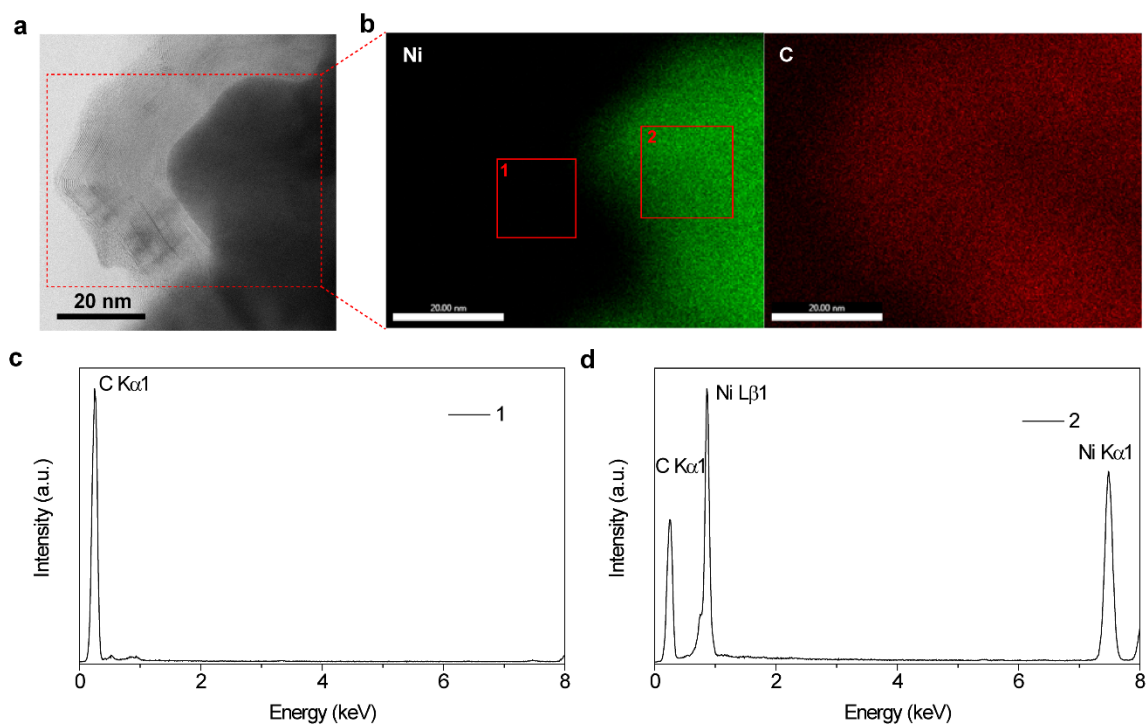 a
20 nm
b
Ni
1
2
20.00 nm
C
20.00 nm
c
C Kα1
1
Intensity (a.u.)
0
2
4
6
8
Energy (keV)
d
Ni Lβ1
2
C Kα1
Ni Kα1
Intensity (a.u.)
0
2
4
6
8
Energy (keV)